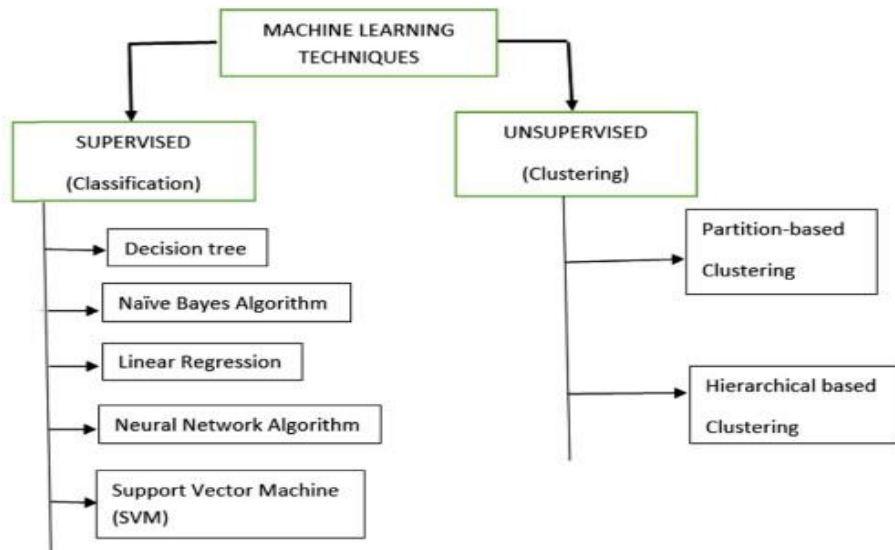 MACHINE LEARNING
TECHNIQUES
SUPERVISED
(Classification)
Decision tree
Naïve Bayes Algorithm
Linear Regression
Neural Network Algorithm
Support Vector Machine
(SVM)
UNSUPERVISED
(Clustering)
Partition-based
Clustering
Hierarchical based
Clustering